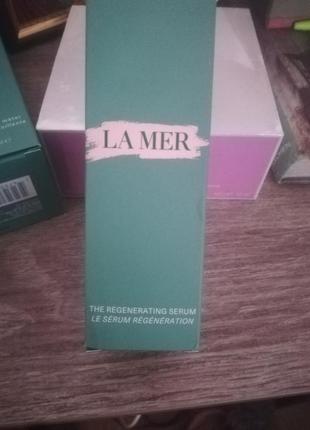 LA MER
THE REGENERATING SERUM
LE SÉRUM RÉGÉNÉRATION